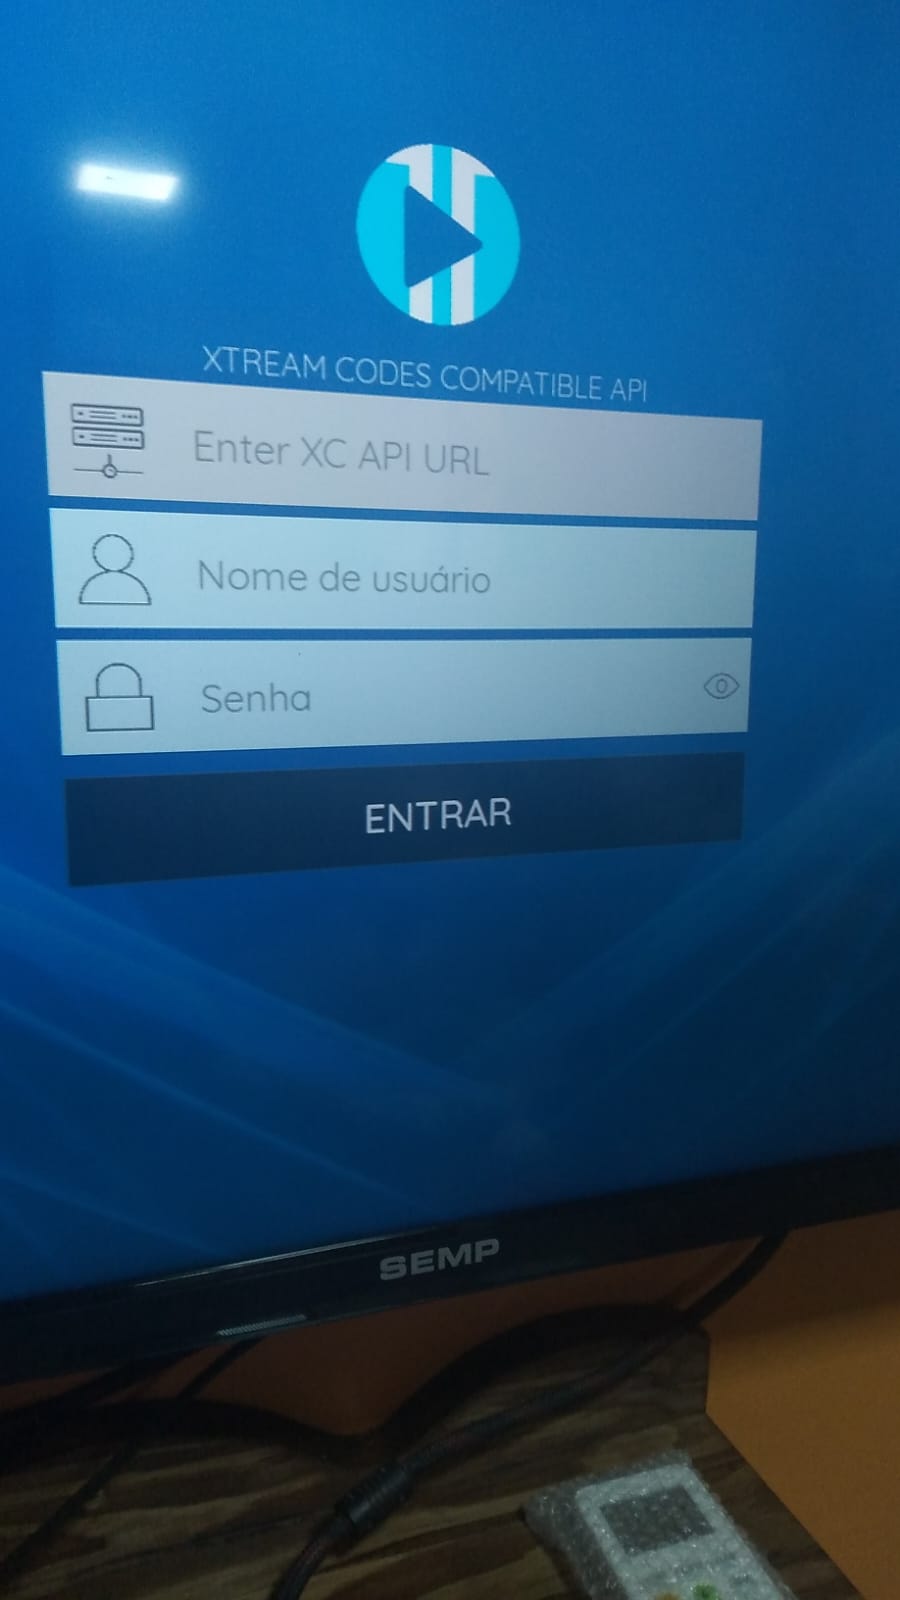 XTREAM CODES COMPATIBLE API
Enter XC API URL
Nome de usuário
Senha
ENTRAR
SEMP